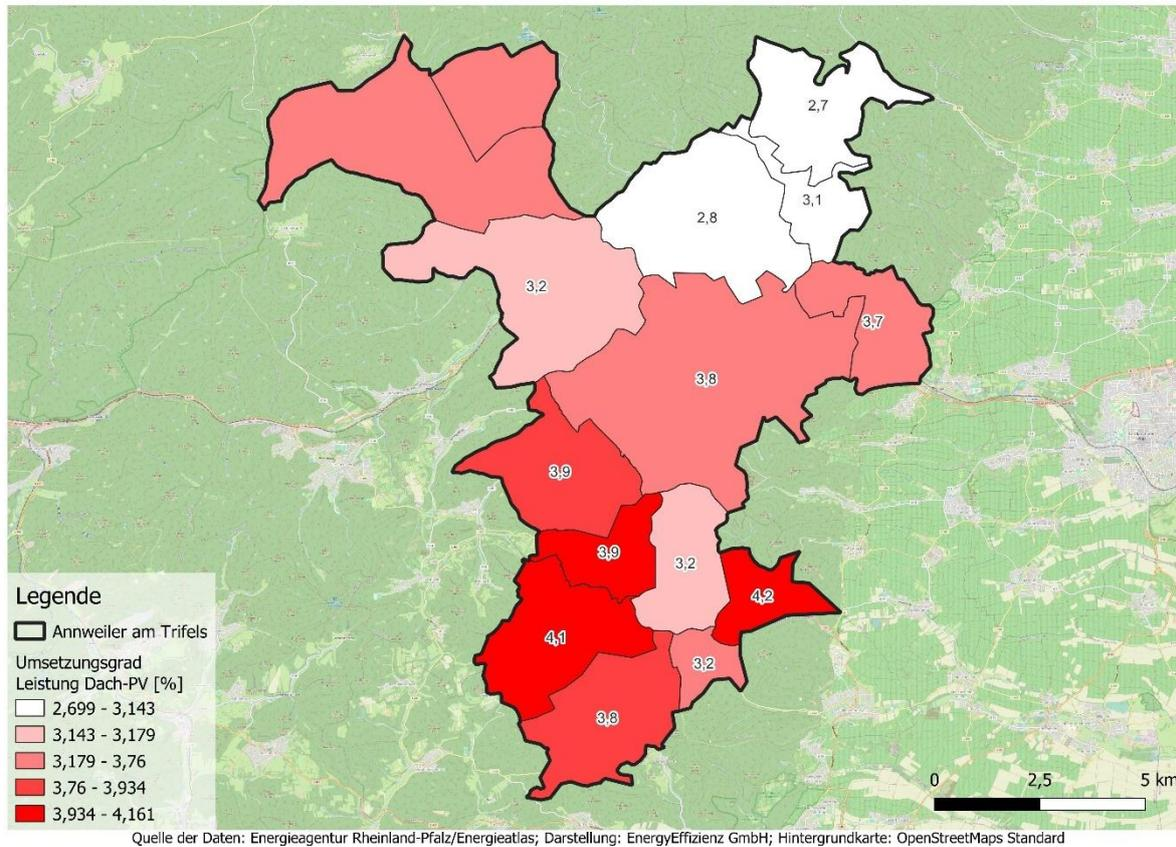 2,7
3,1
2,8
3,2
3,7
3,8
3,9
3,9
3,2
4,2
4,1
3,2
3,8
Legende
Annweiler am Trifels
Umsetzungsgrad
Leistung Dach-PV [%]
2,699 - 3,143
3,143 - 3,179
3,179 - 3,76
3,76 - 3,934
3,934 - 4,161
0 2,5 5 km
Quelle der Daten: Energieagentur Rheinland-Pfalz/Energieatlas; Darstellung: EnergyEffizienz GmbH; Hintergrundkarte: OpenStreetMaps Standard